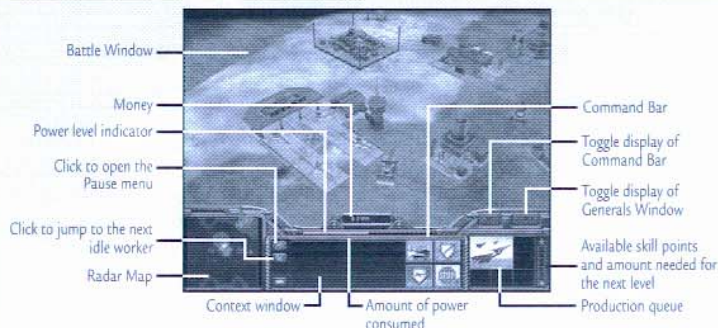 Battle Window
Money
Power level indicator
Click to open the
Pause menu
Click to jump to the next
idle worker
Radar Map
Context window
Amount of power
consumed
Command Bar
Toggle display of
Command Bar
Toggle display of
Generals Window
Available skill points
and amount needed for
the next level
Production queue